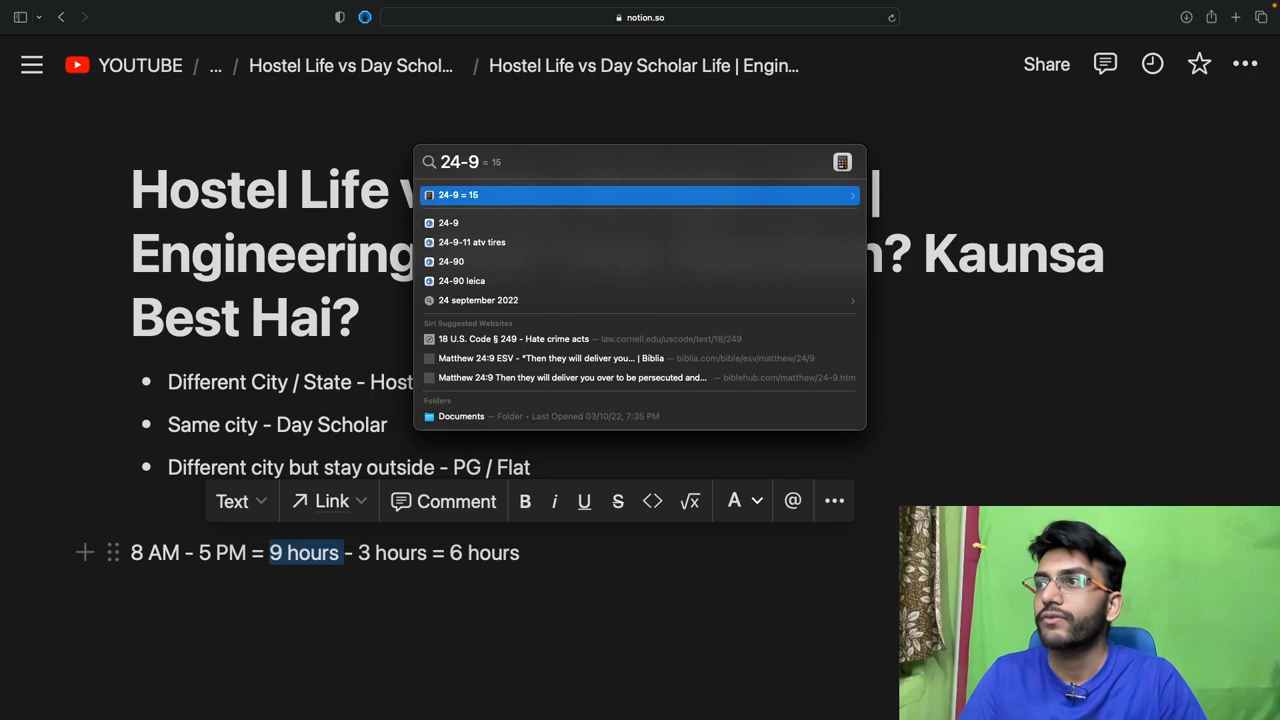 notion.so
YOUTUBE / ... / Hostel Life vs Day Schol... / Hostel Life vs Day Scholar Life | Engin...
Share
24-9 = 15
24-9 = 15
24-9
24-9-11 atv tires
24-90
24-90 leica
24 september 2022
Siri Suggested Websites
18 U.S. Code § 249 - Hate crime acts — law.cornell.edu/uscode/text/18/249
Matthew 24:9 ESV - “Then they will deliver you... | Biblia — biblia.com/bible/esv/matthew/24/9
Matthew 24:9 Then they will deliver you over to be persecuted and... — biblehub.com/matthew/24-9.htm
Folders
Documents — Folder • Last Opened 03/10/22, 7:35 PM
Hostel Life v |
Engineering n? Kaunsa
Best Hai?
• Different City / State - Host
• Same city - Day Scholar
• Different city but stay outside - PG / Flat
Text Link Comment B i U S <> √x A @ •••
8 AM - 5 PM = 9 hours - 3 hours = 6 hours